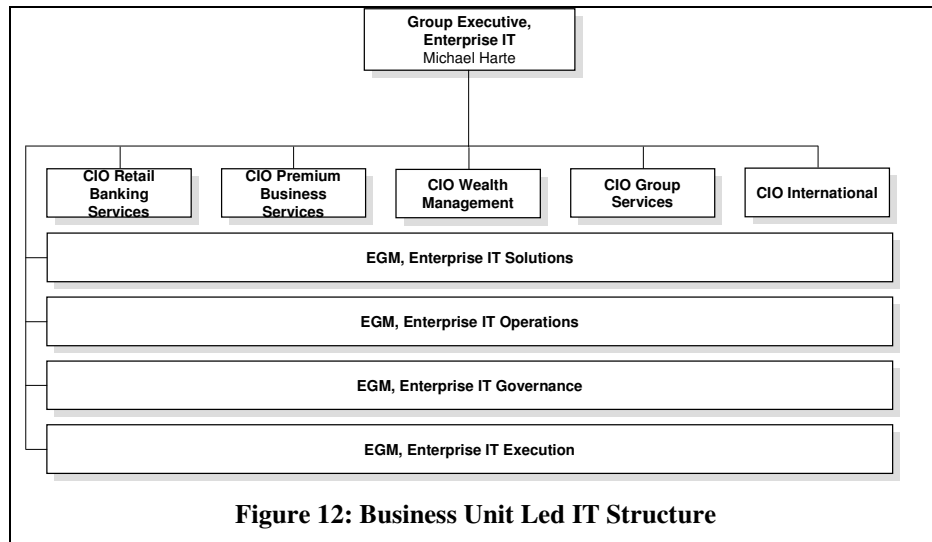 Group Executive,
Enterprise IT
Michael Harte
CIO Retail
Banking
Services
CIO Premium
Business
Services
CIO Wealth
Management
CIO Group
Services
CIO International
EGM, Enterprise IT Solutions
EGM, Enterprise IT Operations
EGM, Enterprise IT Governance
EGM, Enterprise IT Execution
Figure 12: Business Unit Led IT Structure